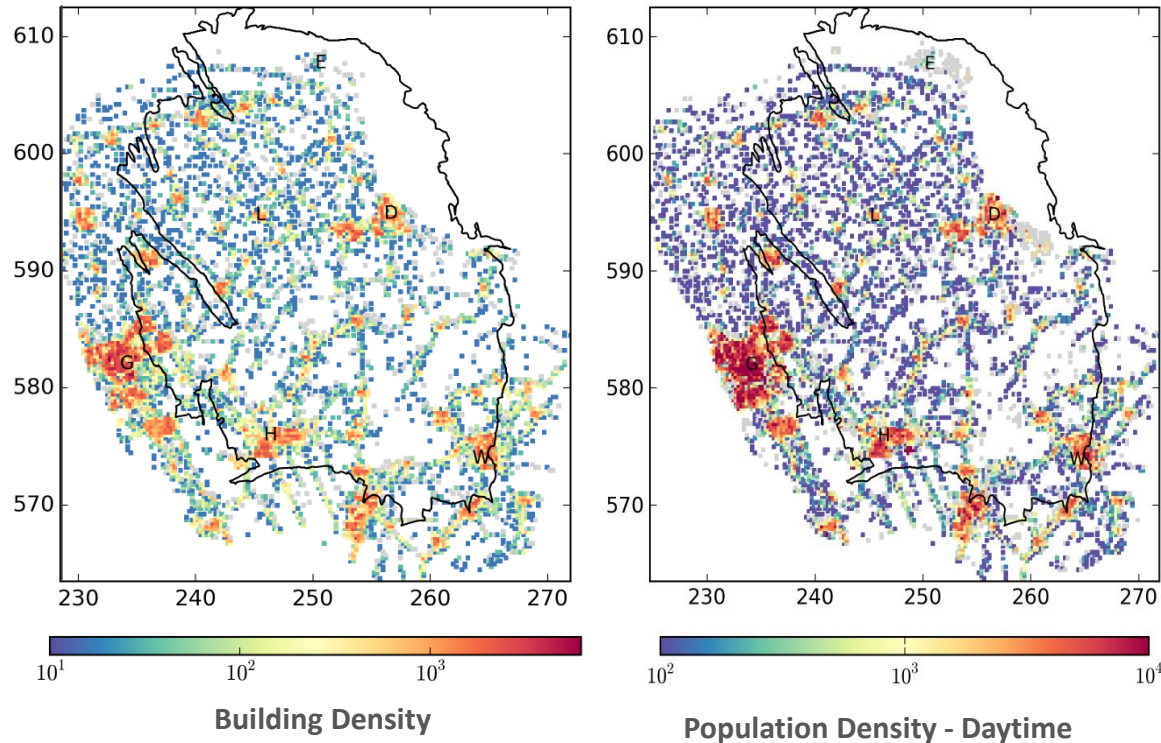 610
600
590
580
570
230 240 250 260 270
E
L
D
G
H
W
10¹ 10² 10³
Building Density
610
600
590
580
570
230 240 250 260 270
E
L
D
G
H
W
10² 10³ 10⁴
Population Density - Daytime